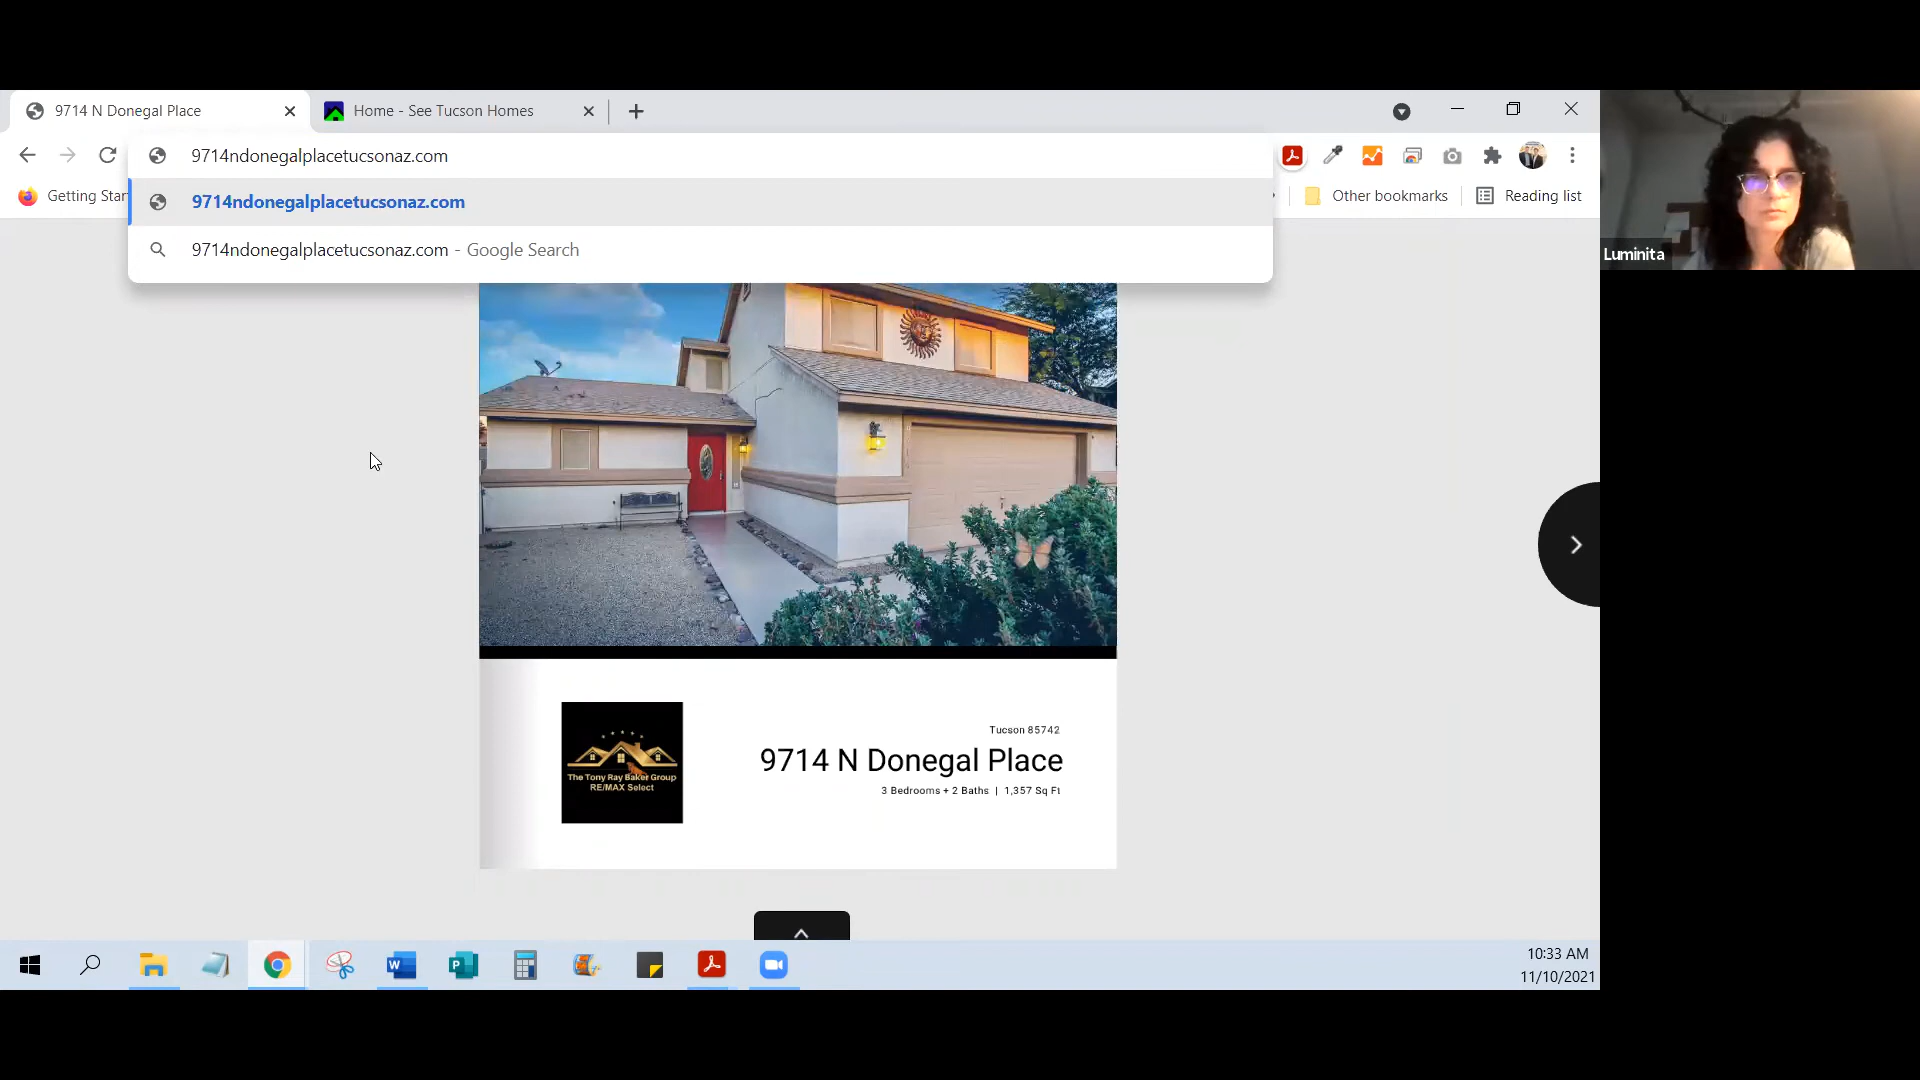 9714 N Donegal Place
Home - See Tucson Homes
9714ndonegalplacetucsonaz.com
Getting Star
9714ndonegalplacetucsonaz.com
Other bookmarks
Reading list
9714ndonegalplacetucsonaz.com - Google Search
Luminita
Tucson 85742
9714 N Donegal Place
3 Bedrooms + 2 Baths | 1,357 Sq Ft
The Tony Ray Baker Group
RE/MAX Select
10:33 AM
11/10/2021